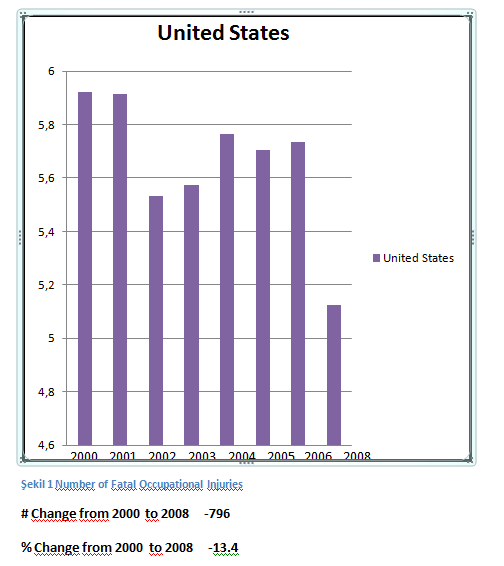 United States
6
5,8
5,6
5,4
5,2
5
4,8
4,6
2000 2001 2002 2003 2004 2005 2006 2008
United States
Şekil 1 Number of Fatal Occupational Injuries
# Change from 2000 to 2008 -796
% Change from 2000 to 2008 -13.4